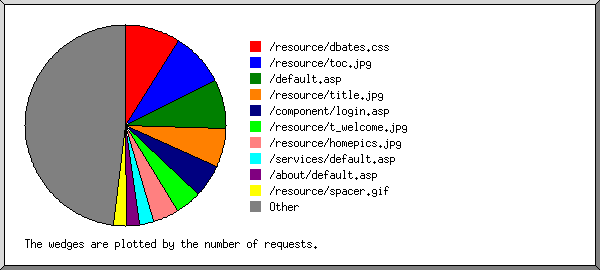 /resource/dbates.css
/resource/toc.jpg
/default.asp
/resource/title.jpg
/component/login.asp
/resource/t_welcome.jpg
/resource/homepics.jpg
/services/default.asp
/about/default.asp
/resource/spacer.gif
Other
The wedges are plotted by the number of requests.